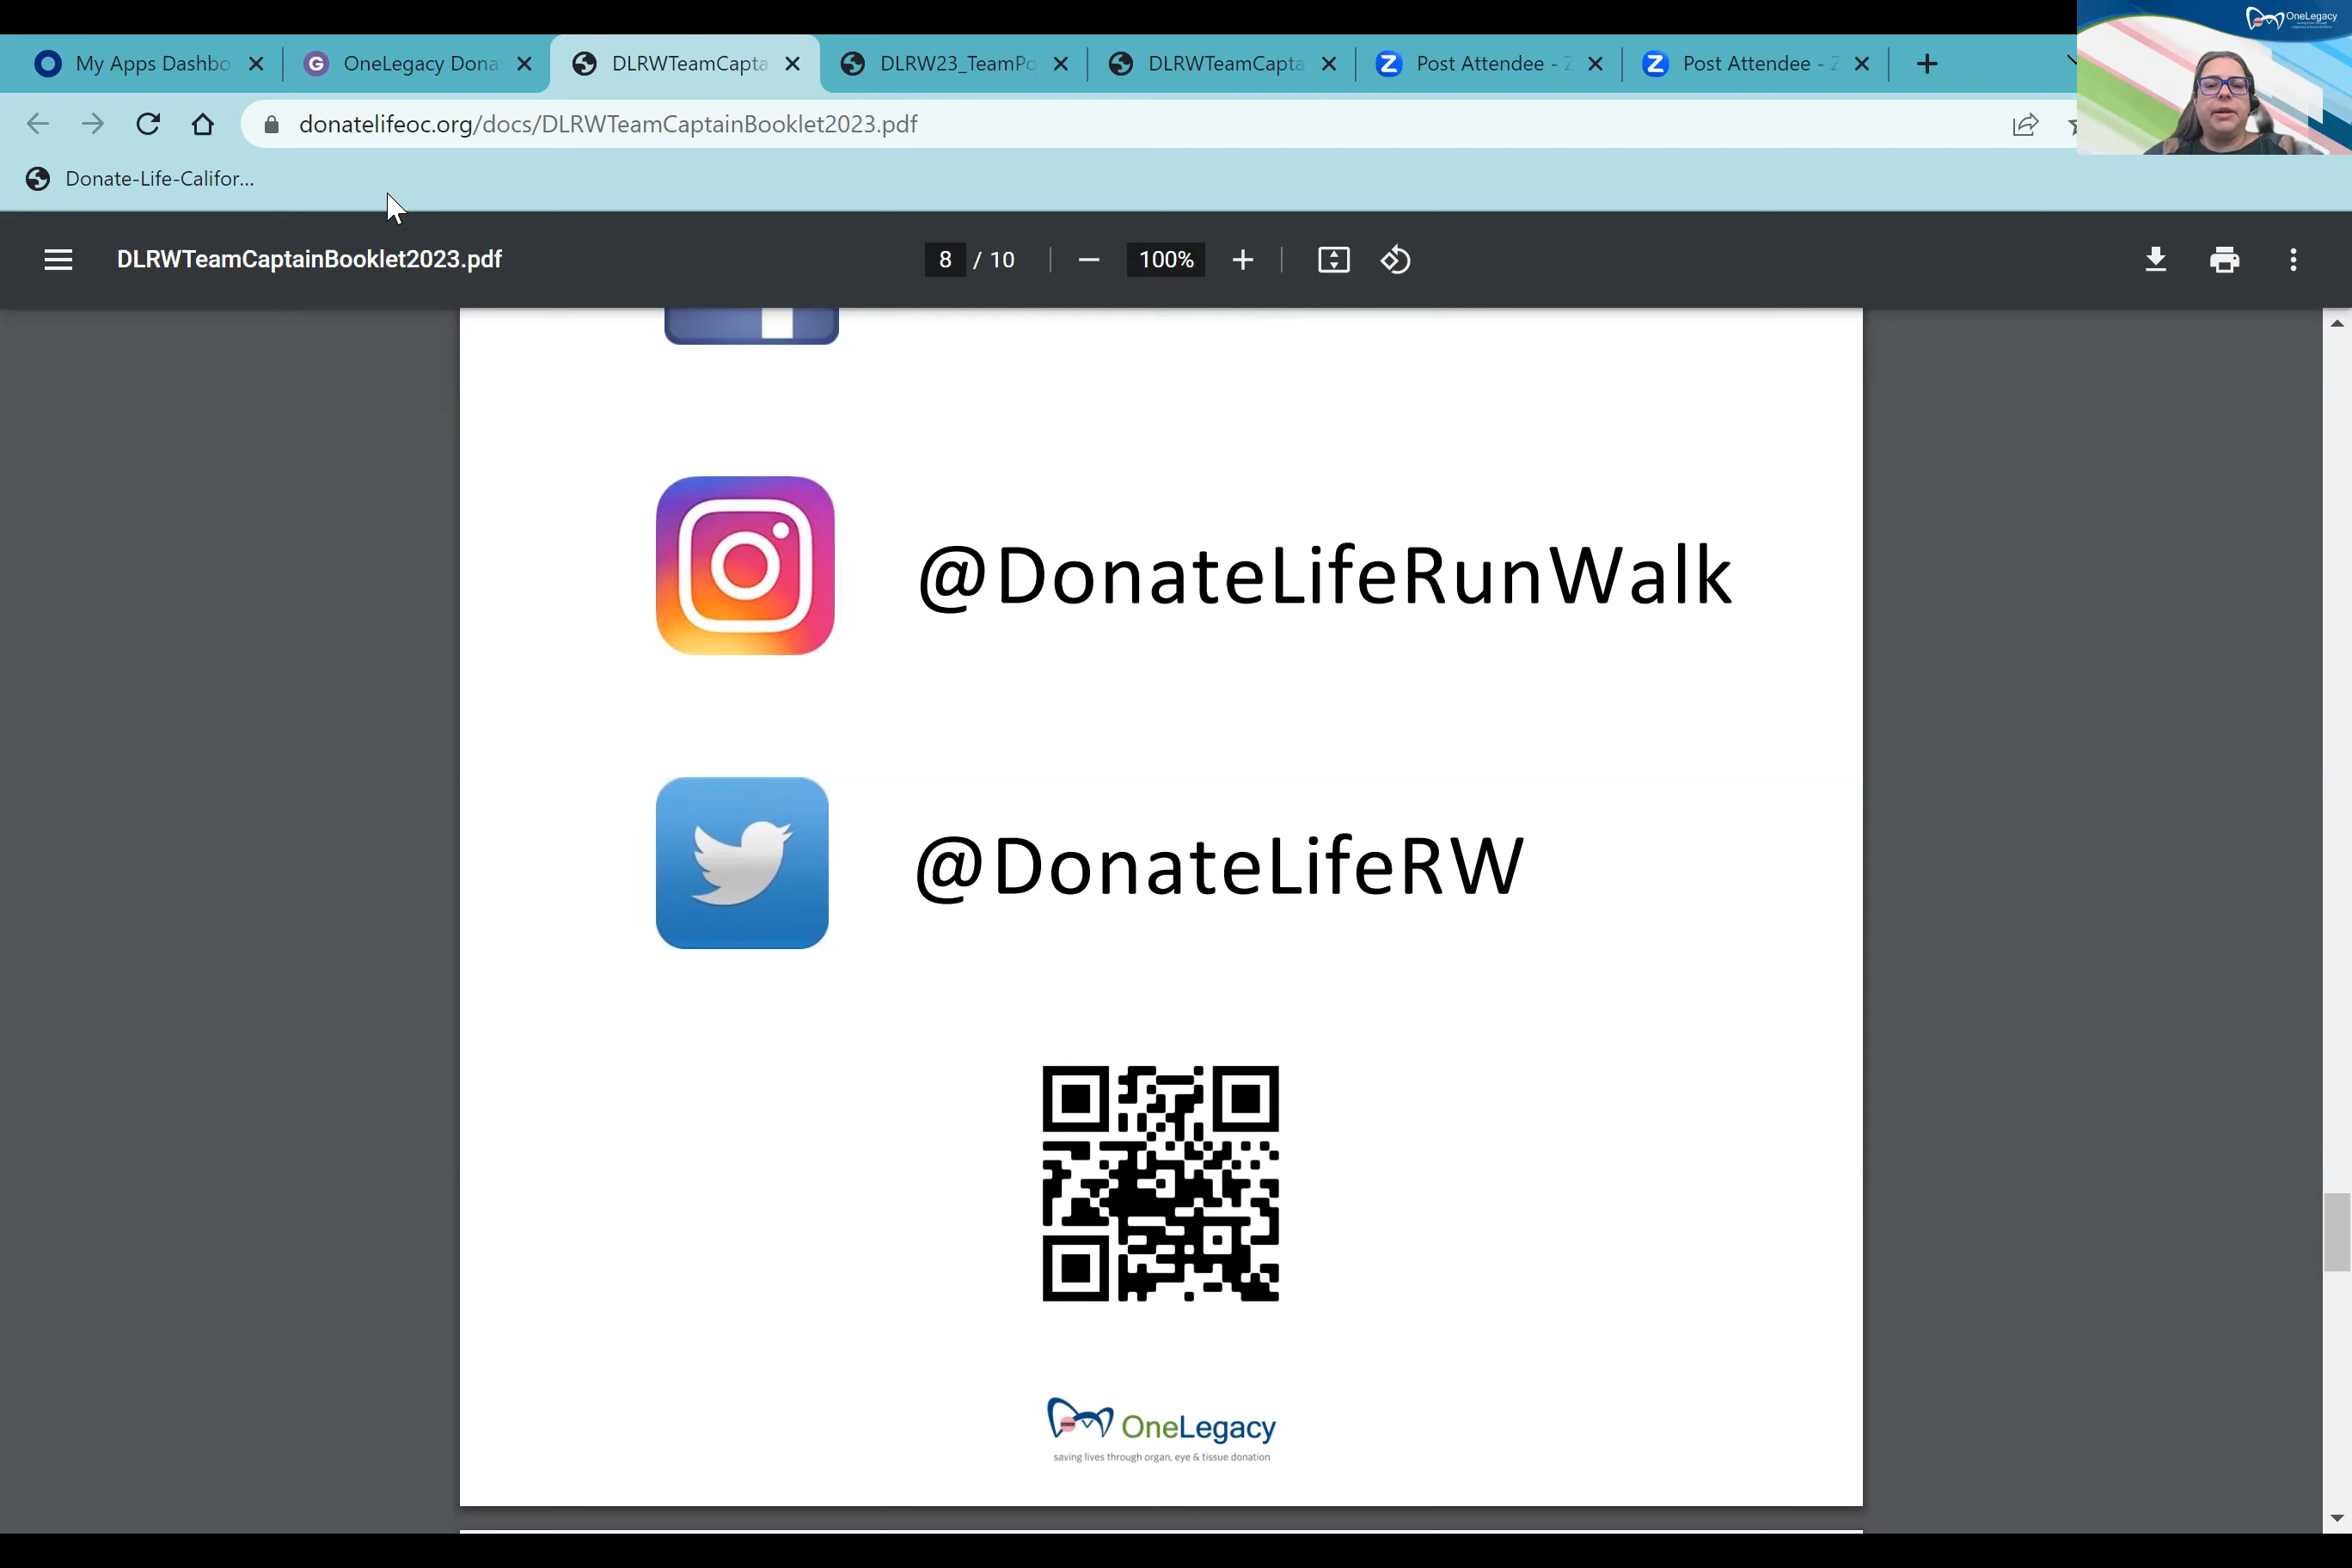 OneLegacy
My Apps Dashbo
OneLegacy Dona
DLRWTeamCapta
DLRW23_TeamPo
DLRWTeamCapta
Post Attendee - Z
Post Attendee - Z
donatelifeoc.org/docs/DLRWTeamCaptainBooklet2023.pdf
Donate-Life-Califor...
DLRWTeamCaptainBooklet2023.pdf
8 / 10
100%
@DonateLifeRunWalk
@DonateLifeRW
OneLegacy
saving lives through organ, eye & tissue donation